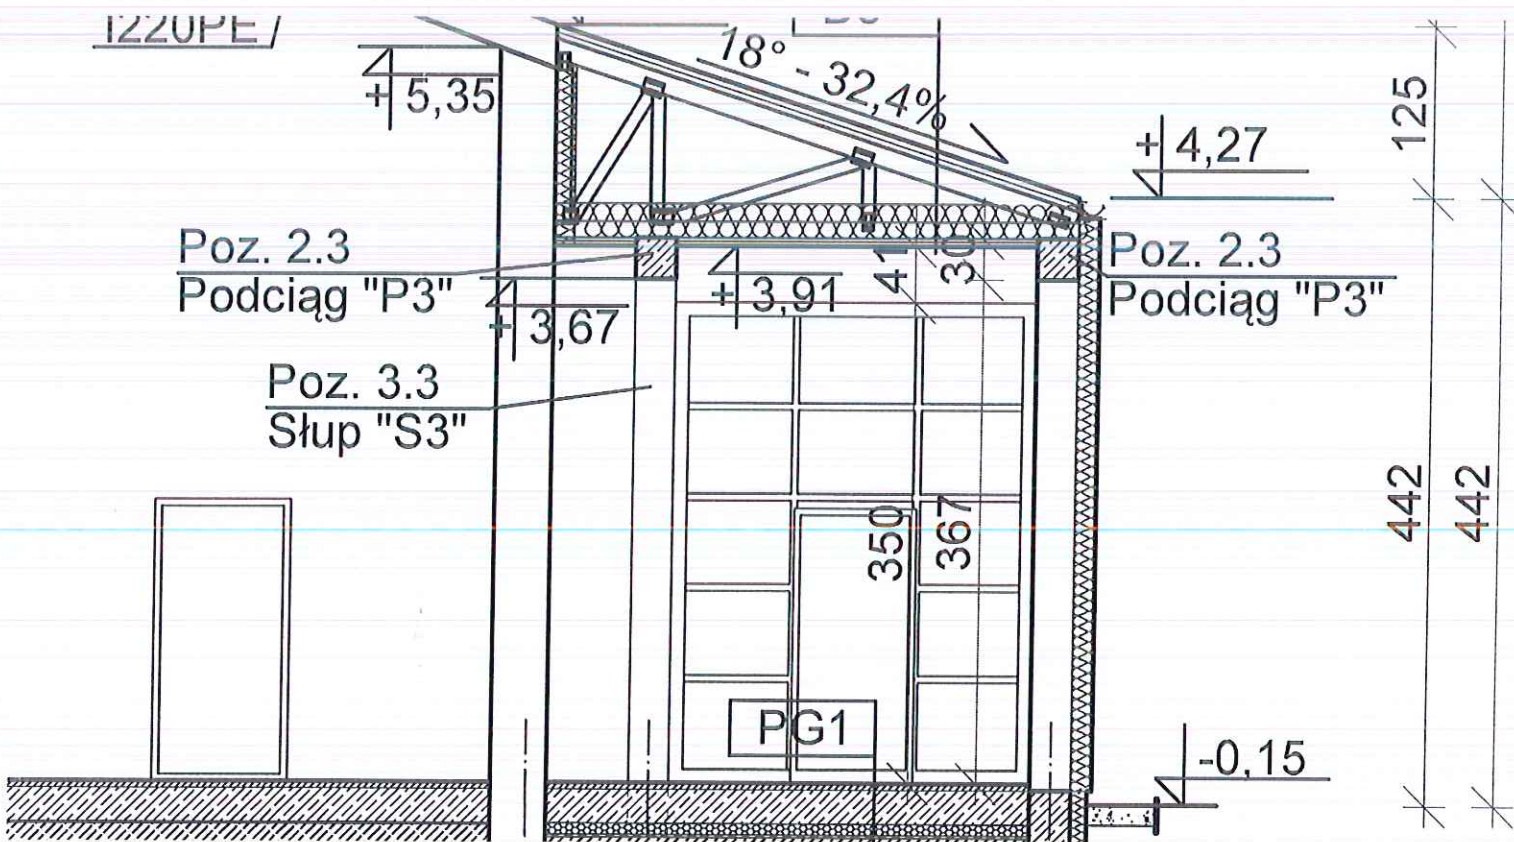 I220PE
18° - 32,4%
+ 5,35
125
+ 4,27
Poz. 2.3
Podciąg "P3"
41
30
Poz. 2.3
Podciąg "P3"
+ 3,91
+ 3,67
Poz. 3.3
Słup "S3"
350
367
442
442
PG1
-0,15